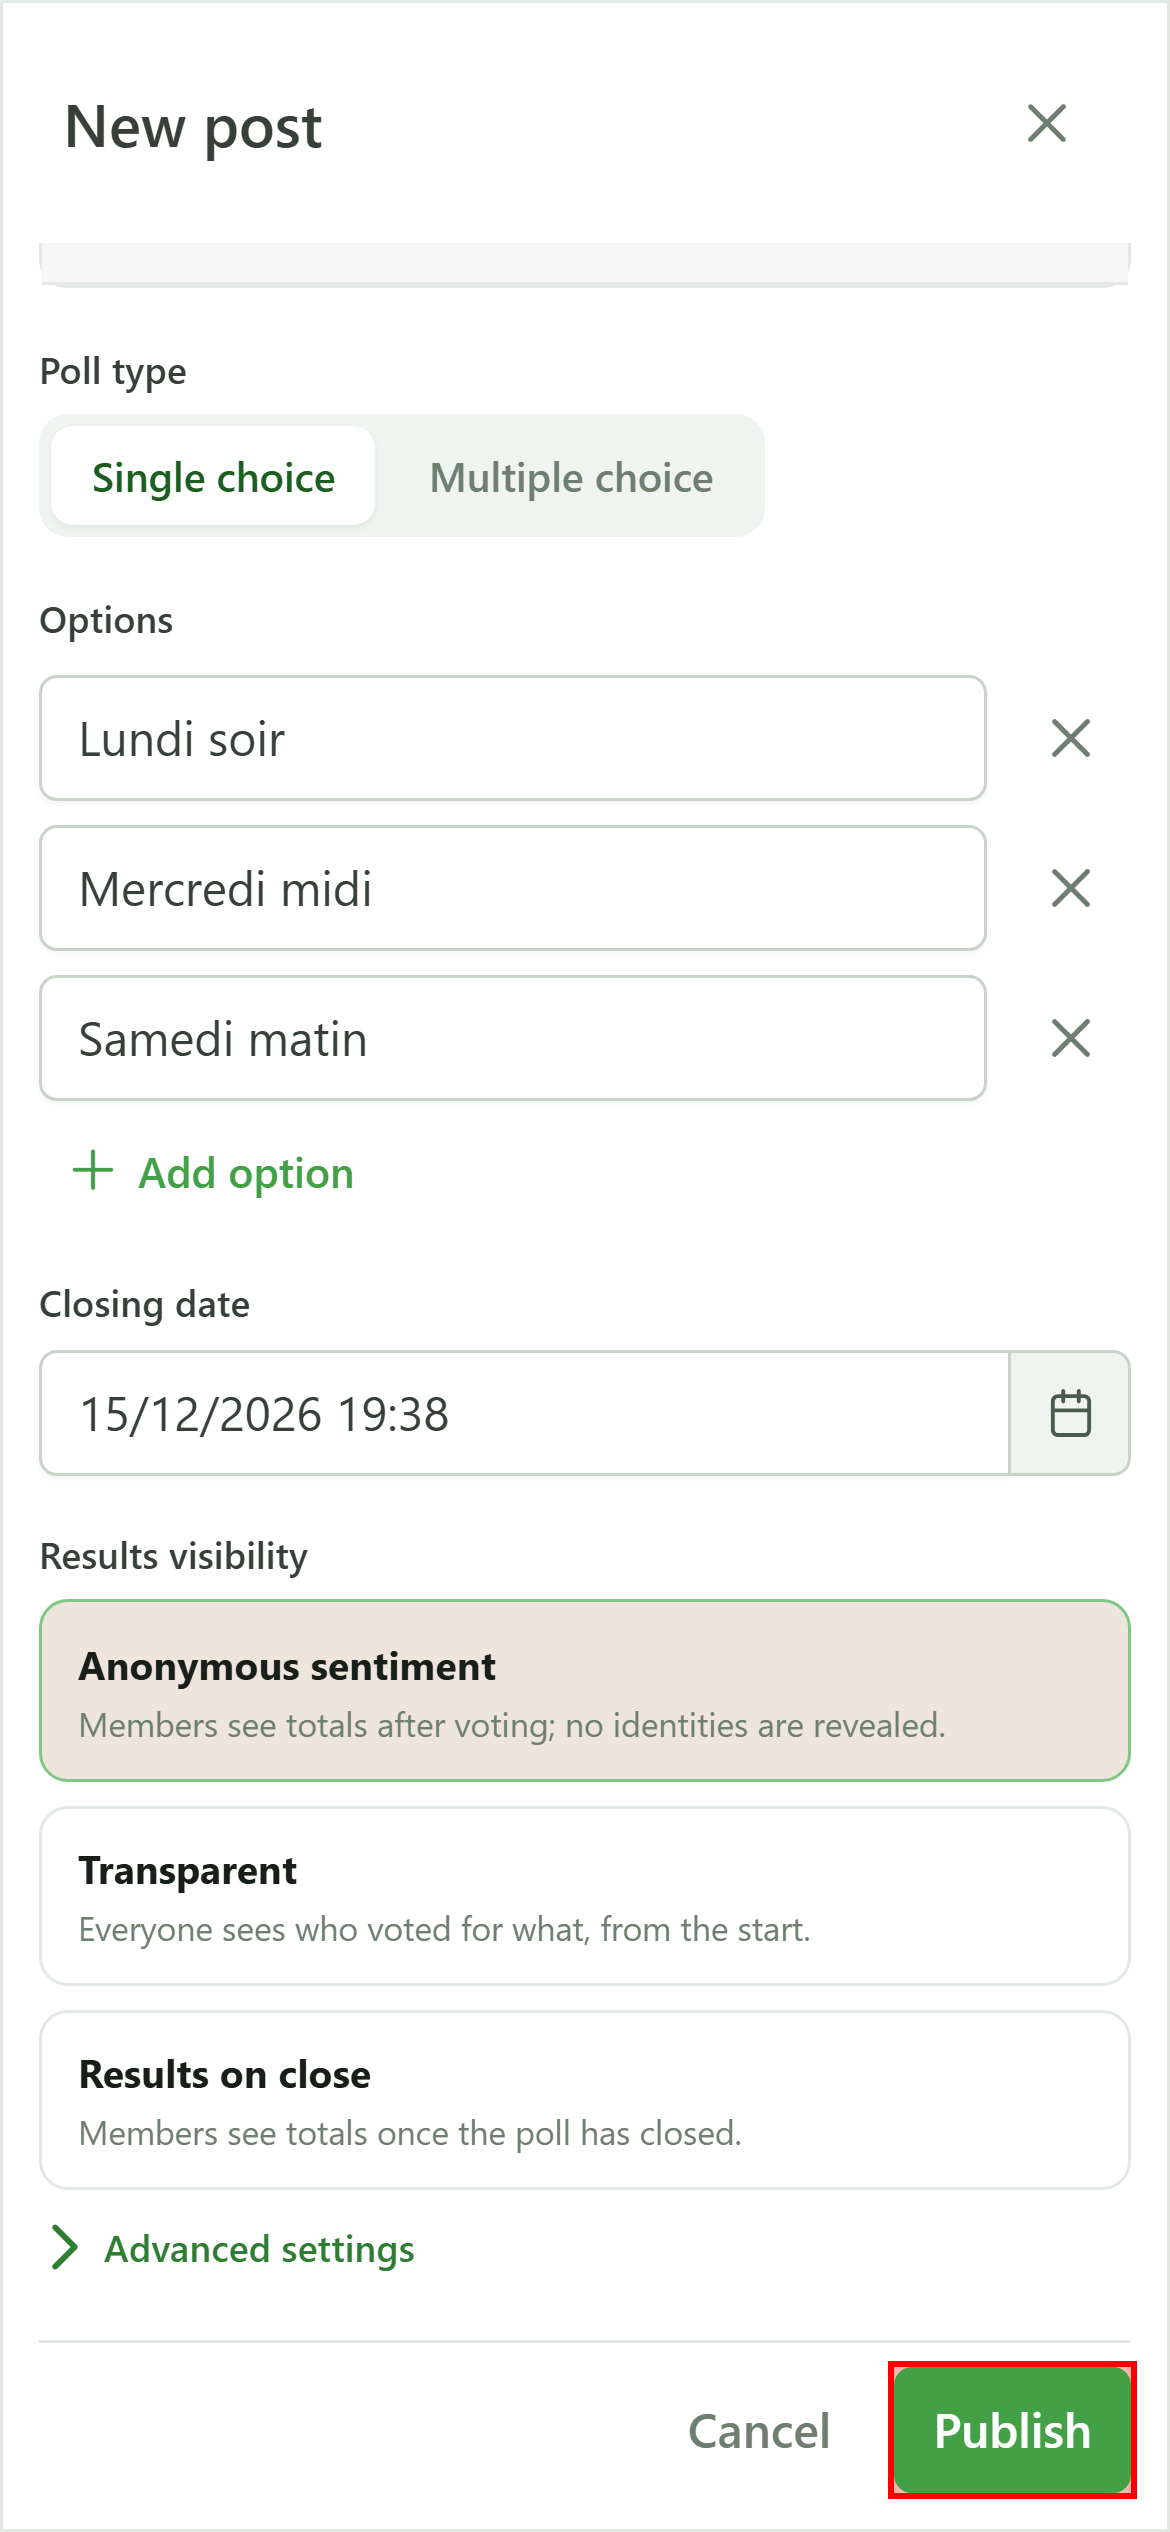 New post
Poll type
Single choice
Multiple choice
Options
Lundi soir
Mercredi midi
Samedi matin
Add option
Closing date
15/12/2026 19:38
Results visibility
Anonymous sentiment
Members see totals after voting; no identities are revealed.
Transparent
Everyone sees who voted for what, from the start.
Results on close
Members see totals once the poll has closed.
Advanced settings
Cancel
Publish